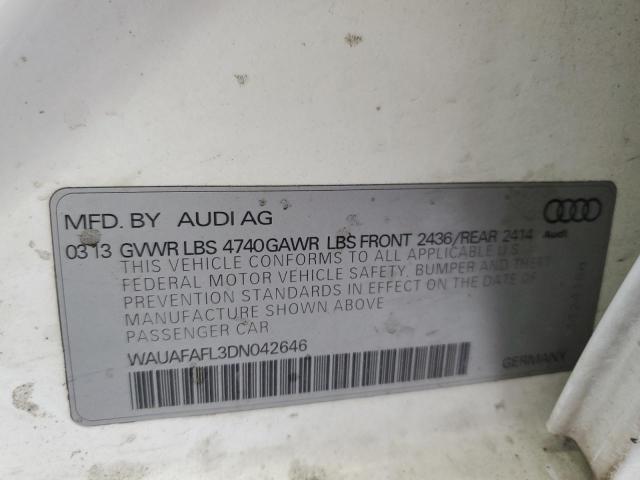 MFD. BY AUDI AG
Audi
03 13 GVWR LBS 4740 GAWR LBS FRONT 2436/REAR 2414
THIS VEHICLE CONFORMS TO ALL APPLICABLE U.S.
FEDERAL MOTOR VEHICLE SAFETY. BUMPER AND THEFT
PREVENTION STANDARDS IN EFFECT ON THE DATE OF
MANUFACTURE SHOWN ABOVE
PASSENGER CAR
WAUAFAFL3DN042646
GERMANY